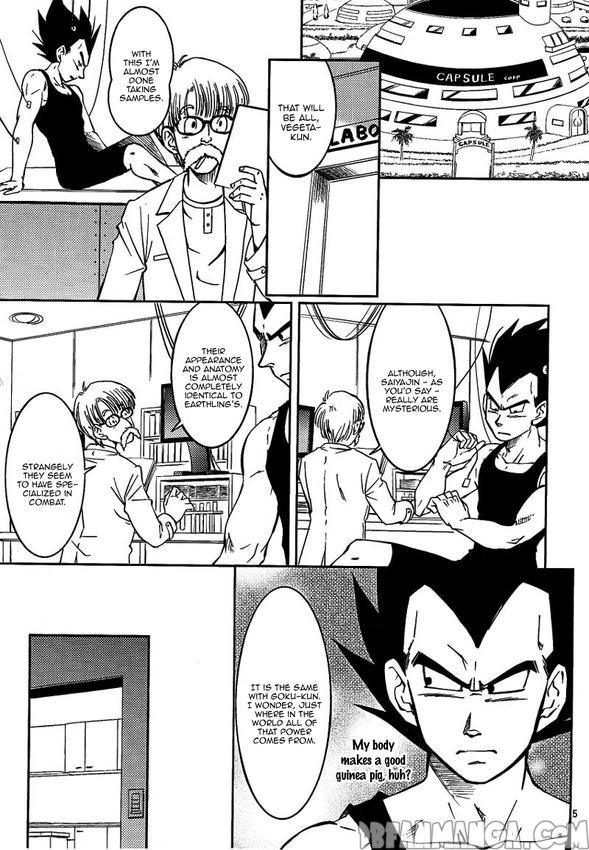 CAPSULE CORP
CAPSULE
THAT WILL
BE ALL,
VEGETA-
KUN.
LABO
WITH
THIS I'M
ALMOST
DONE
TAKING
SAMPLES.
ALTHOUGH,
SAIYAJIN - AS
YOU'D SAY -
REALLY ARE
MYSTERIOUS.
THEIR
APPEARANCE
AND ANATOMY
IS ALMOST
COMPLETELY
IDENTICAL TO
EARTHLING'S.
STRANGELY
THEY SEEM
TO HAVE SPE-
CIALIZED IN
COMBAT.
IT IS THE SAME
WITH GOKU-KUN.
I WONDER, JUST
WHERE IN THE
WORLD ALL OF
THAT POWER
COMES FROM.
My body
makes a good
guinea pig, huh?
5
DBFANMANGA.COM